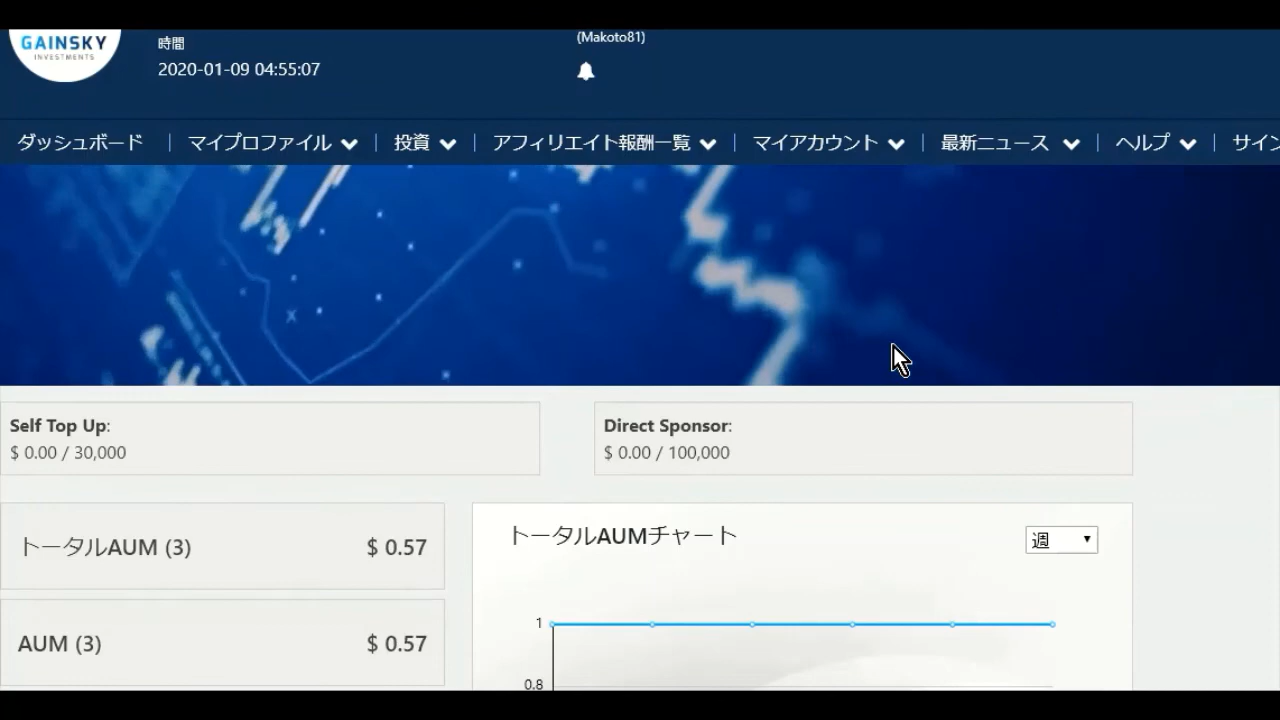 GAINSKY
INVESTMENTS
時間
2020-01-09 04:55:07
(Makoto81)
ダッシュボード
マイプロファイル
投資
アフィリエイト報酬一覧
マイアカウント
最新ニュース
ヘルプ
サイン
Self Top Up:
$ 0.00 / 30,000
Direct Sponsor:
$ 0.00 / 100,000
トータルAUM (3) $ 0.57
AUM (3) $ 0.57
トータルAUMチャート
週
1
0.8